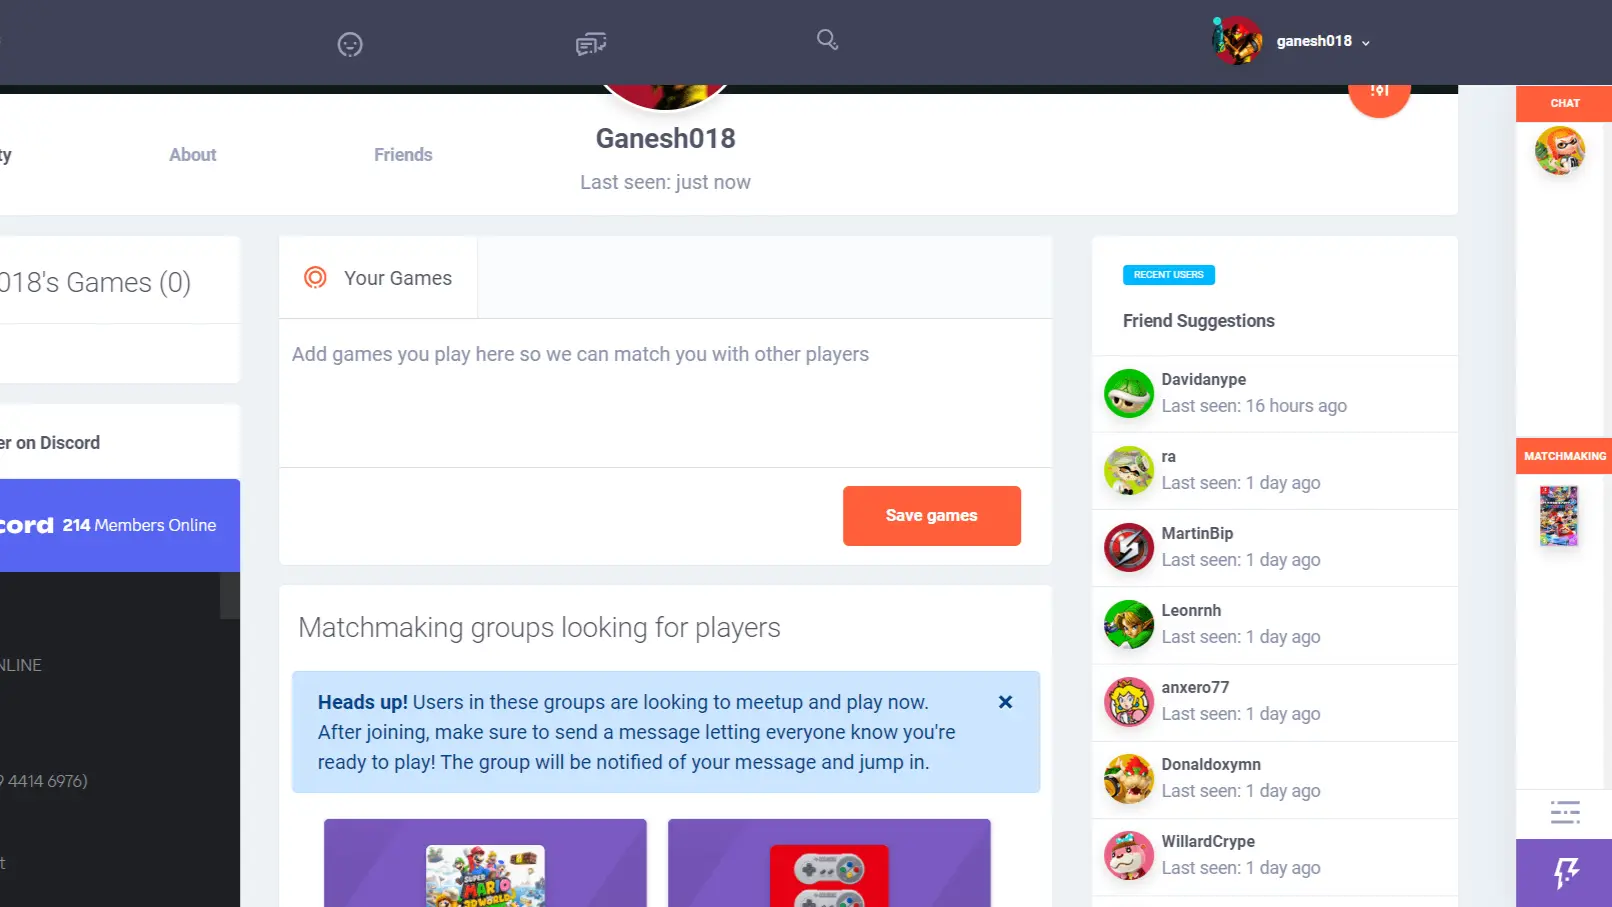 ganesh018
CHAT
ty
About
Friends
Ganesh018
Last seen: just now
018's Games (0)
Your Games
Add games you play here so we can match you with other players
Save games
er on Discord
cord 214 Members Online
NLINE
9 4414 6976)
t
Matchmaking groups looking for players
Heads up! Users in these groups are looking to meetup and play now.
After joining, make sure to send a message letting everyone know you're
ready to play! The group will be notified of your message and jump in.
SUPER
MARIO
3D WORLD
RECENT USERS
Friend Suggestions
Davidanype
Last seen: 16 hours ago
ra
Last seen: 1 day ago
MartinBip
Last seen: 1 day ago
Leonrnh
Last seen: 1 day ago
anxero77
Last seen: 1 day ago
Donaldoxymn
Last seen: 1 day ago
WillardCrype
Last seen: 1 day ago
MATCHMAKING